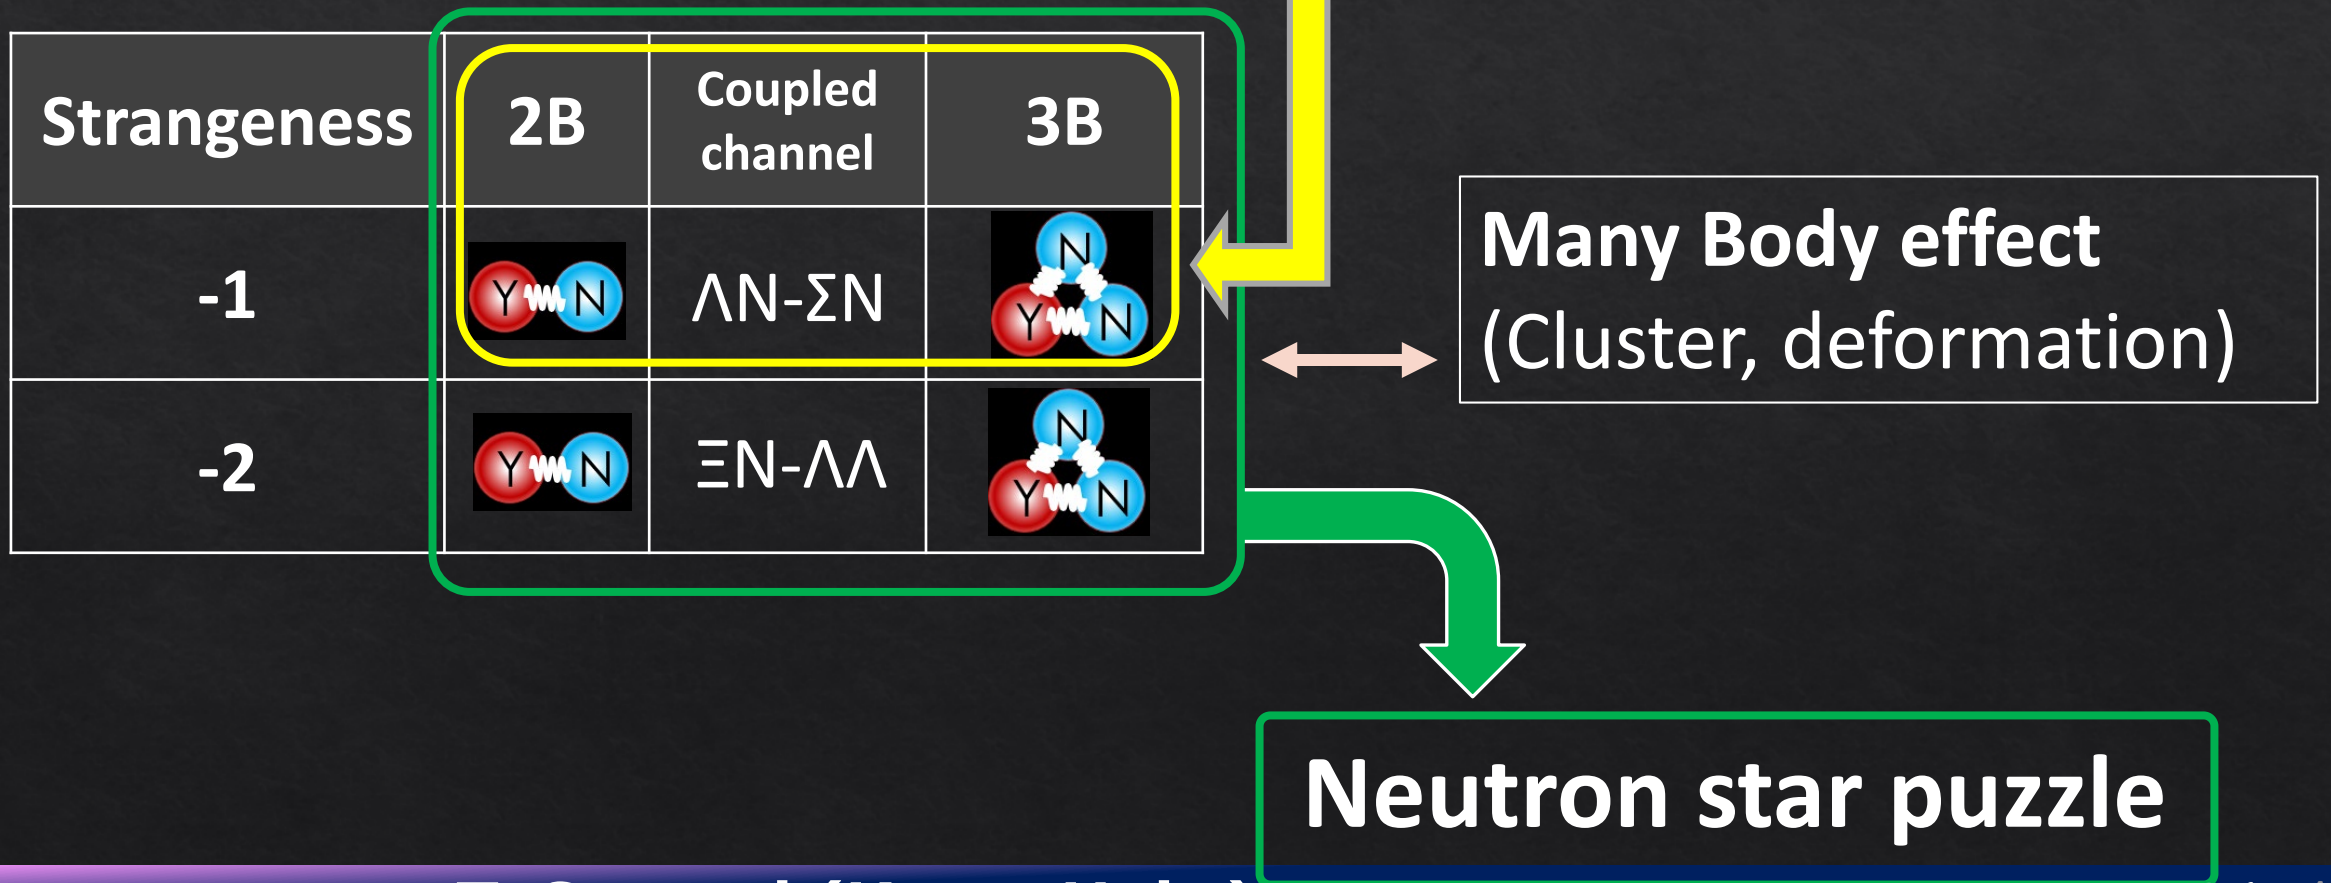 Strangeness
2B
Coupled
channel
3B
-1
Y N
ΛN-ΣN
N
Y N
-2
Y N
ΞN-ΛΛ
N
Y N
Many Body effect
(Cluster, deformation)
Neutron star puzzle